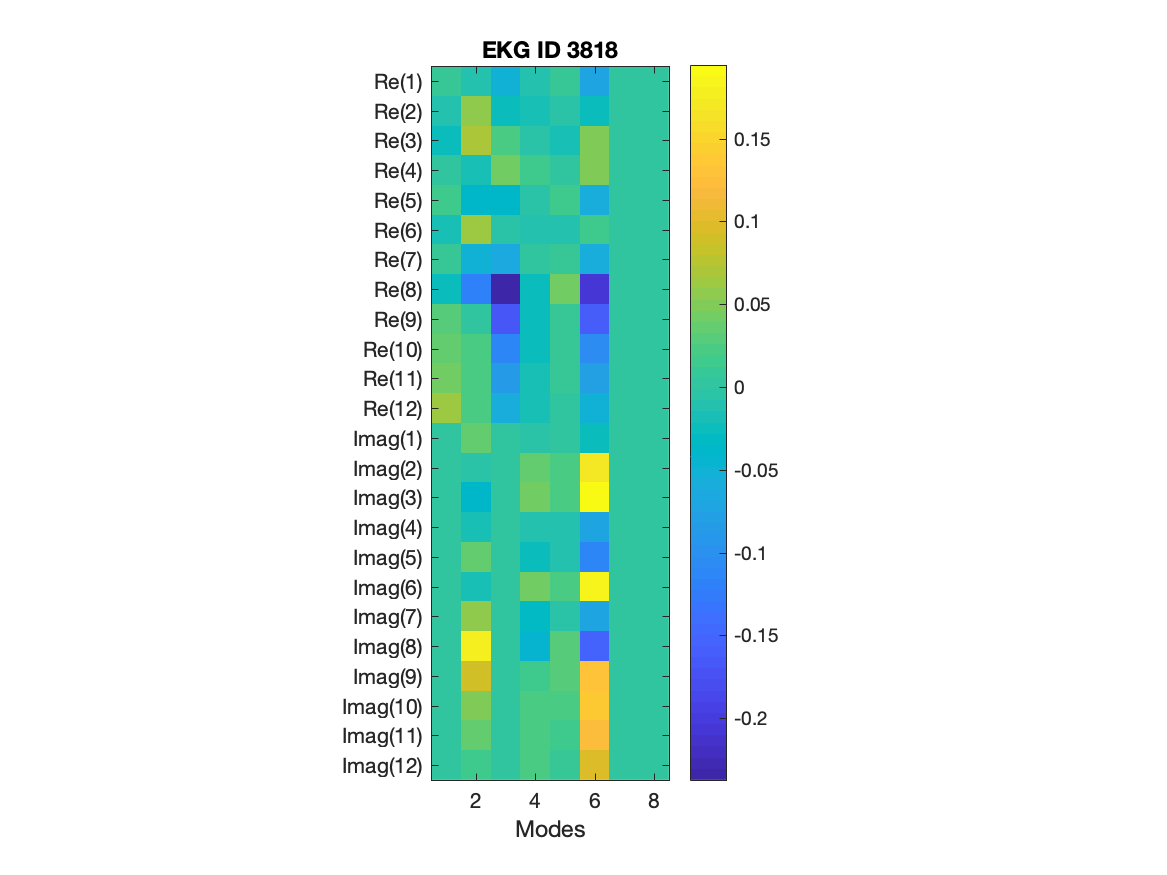 EKG ID 3818
Re(1)
Re(2)
Re(3)
Re(4)
Re(5)
Re(6)
Re(7)
Re(8)
Re(9)
Re(10)
Re(11)
Re(12)
Imag(1)
Imag(2)
Imag(3)
Imag(4)
Imag(5)
Imag(6)
Imag(7)
Imag(8)
Imag(9)
Imag(10)
Imag(11)
Imag(12)
2 4 6 8
Modes
0.15
0.1
0.05
0
-0.05
-0.1
-0.15
-0.2